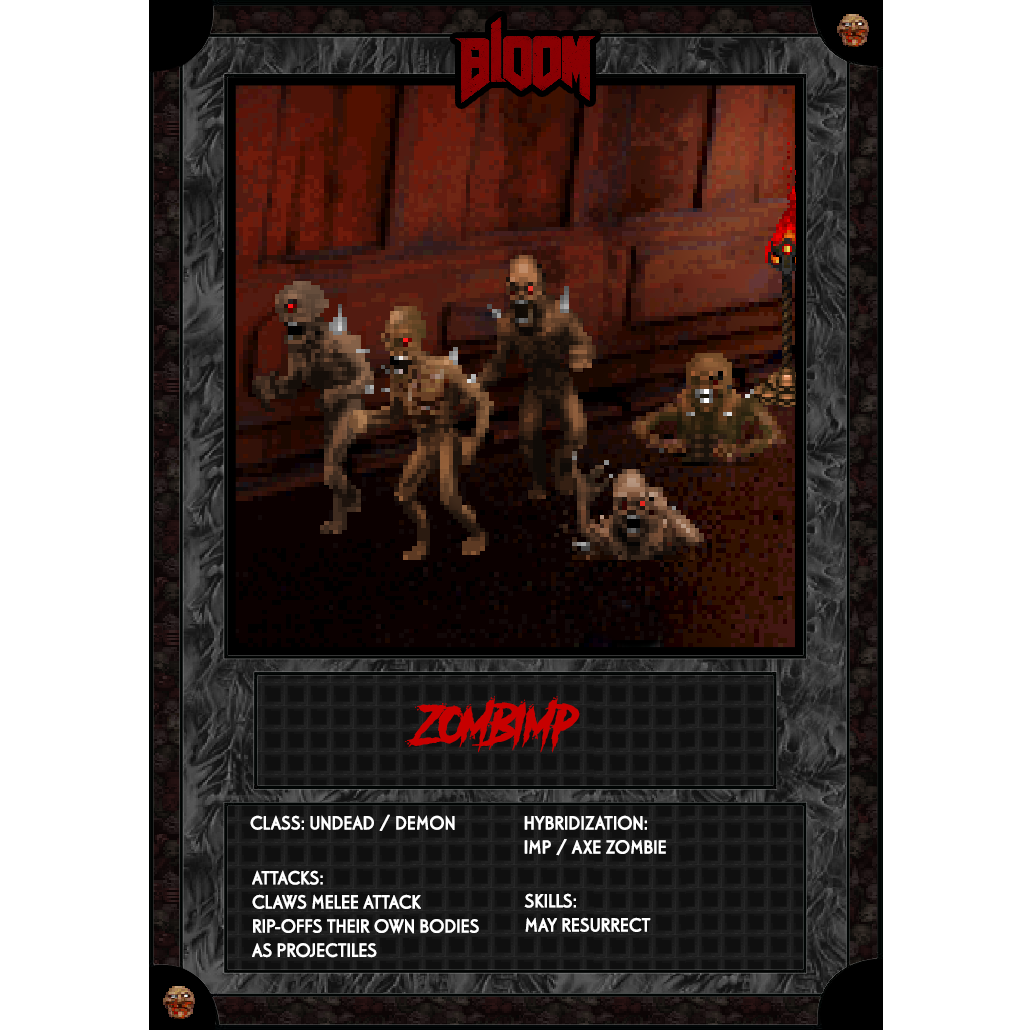 BLOOM
ZOMBIMP
CLASS: UNDEAD / DEMON
HYBRIDIZATION:
IMP / AXE ZOMBIE
ATTACKS:
CLAWS MELEE ATTACK
RIP-OFFS THEIR OWN BODIES
AS PROJECTILES
SKILLS:
MAY RESURRECT